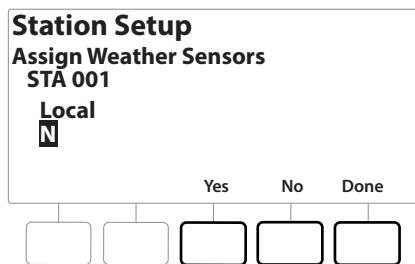 Station Setup
Assign Weather Sensors
STA 001
Local
N
Yes No Done